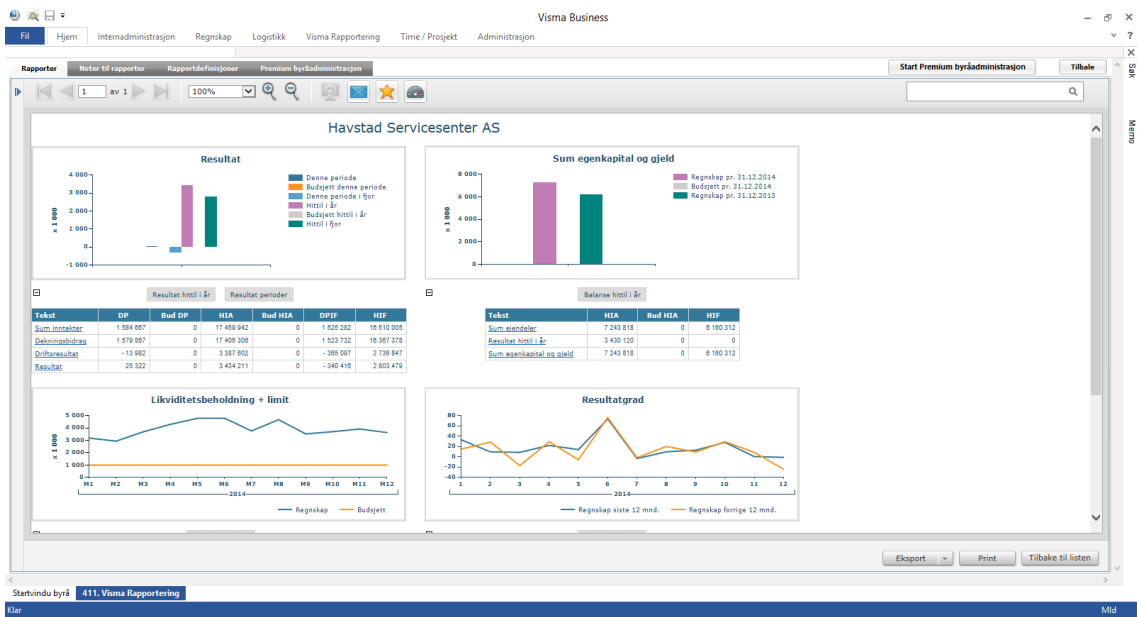 Visma Business
Fil Hjem Internadministrasjon Regnskap Logistikk Visma Rapportering Time / Prosjekt Administrasjon
Rapporter Noter til rapporter Rapportdefinisjoner Premium byråadministrasjon Start Premium byråadministrasjon Tilbake
Søk
Memo
1 av 1 100%
Havstad Servicesenter AS
Resultat
4 000
3 000
2 000
1 000
0
-1 000
x 1 000
Denne periode
Budsjett denne periode
Denne periode i fjor
Hittil i år
Budsjett hittil i år
Hittil i fjor
Sum egenkapital og gjeld
8 000
6 000
4 000
2 000
0
x 1 000
Regnskap pr. 31.12.2014
Budsjett pr. 31.12.2014
Regnskap pr. 31.12.2013
Resultat hittil i år Resultat perioder
Tekst DP Bud DP HIA Bud HIA DPIF HIF
Sum inntekter 1 584 667 0 17 459 942 0 1 525 282 16 510 005
Dekningsbidrag 1 579 867 0 17 406 306 0 1 523 732 16 367 378
Driftsresultat - 13 982 0 3 387 602 0 - 365 097 2 736 847
Resultat 25 322 0 3 434 211 0 - 340 416 2 803 479
Balanse hittil i år
Tekst HIA Bud HIA HIF
Sum eiendeler 7 243 818 0 6 160 312
Resultat hittil i år 3 430 120 0 0
Sum egenkapital og gjeld 7 243 818 0 6 160 312
Likviditetsbeholdning + limit
5 000
4 000
3 000
2 000
1 000
0
x 1 000
M1 M2 M3 M4 M5 M6 M7 M8 M9 M10 M11 M12
2014
Regnskap Budsjett
Resultatgrad
80
60
40
20
0
-20
-40
1 2 3 4 5 6 7 8 9 10 11 12
2014
Regnskap siste 12 mnd. Regnskap forrige 12 mnd.
Eksport Print Tilbake til listen
Startvindu byrå 411. Visma Rapportering
Klar Mld